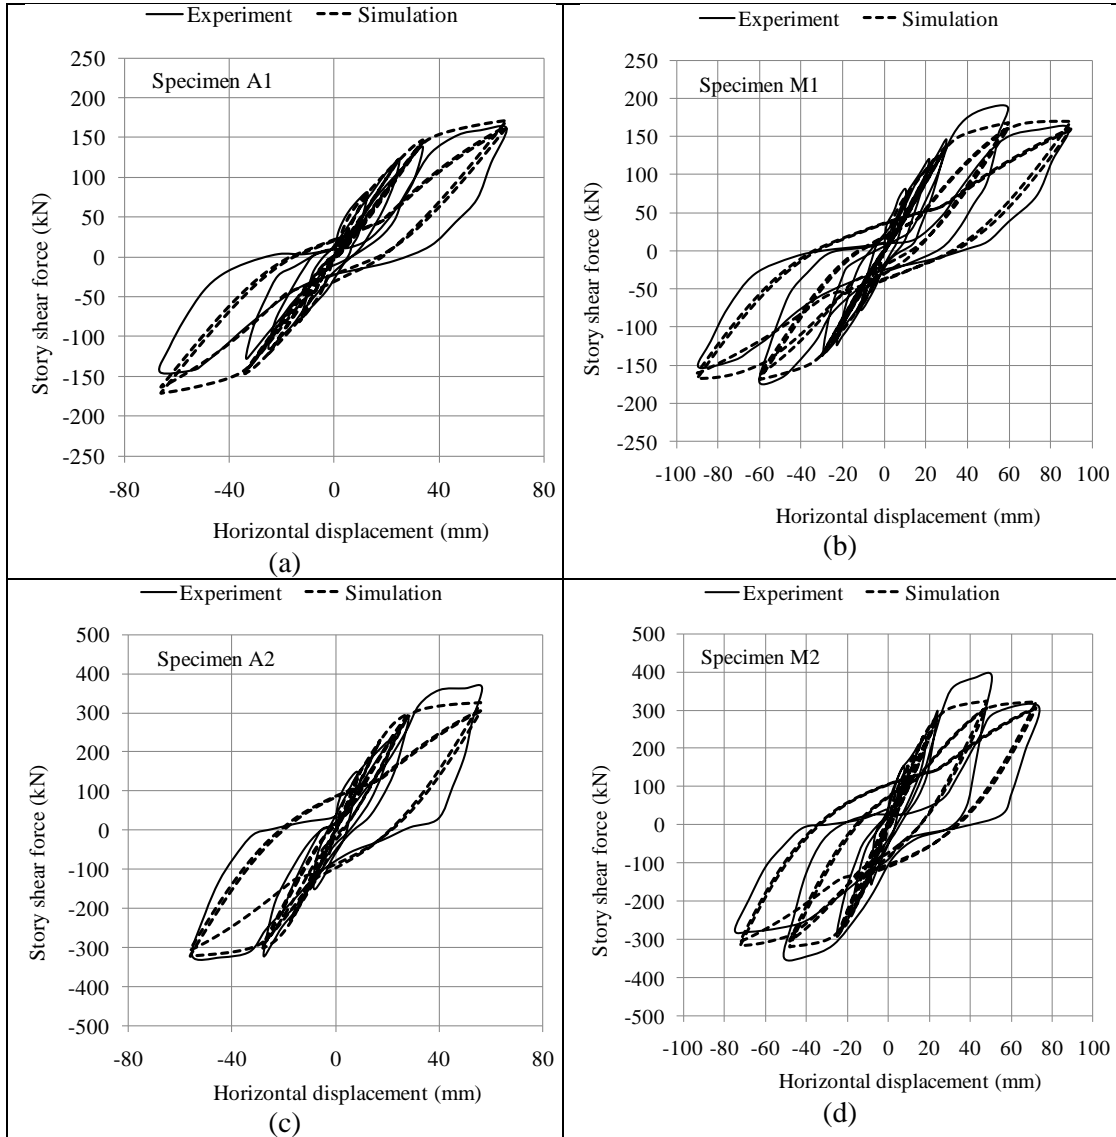 Experiment Simulation
250
200
150
100
50
0
-50
-100
-150
-200
-250
-80 -40 0 40 80
Story shear force (kN)
Horizontal displacement (mm)
Specimen A1
(a)
Experiment Simulation
250
200
150
100
50
0
-50
-100
-150
-200
-250
-100 -80 -60 -40 -20 0 20 40 60 80 100
Story shear force (kN)
Horizontal displacement (mm)
Specimen M1
(b)
Experiment Simulation
500
400
300
200
100
0
-100
-200
-300
-400
-500
-80 -40 0 40 80
Story shear force (kN)
Horizontal displacement (mm)
Specimen A2
(c)
Experiment Simulation
500
400
300
200
100
0
-100
-200
-300
-400
-500
-100 -80 -60 -40 -20 0 20 40 60 80 100
Story shear force (kN)
Horizontal displacement (mm)
Specimen M2
(d)